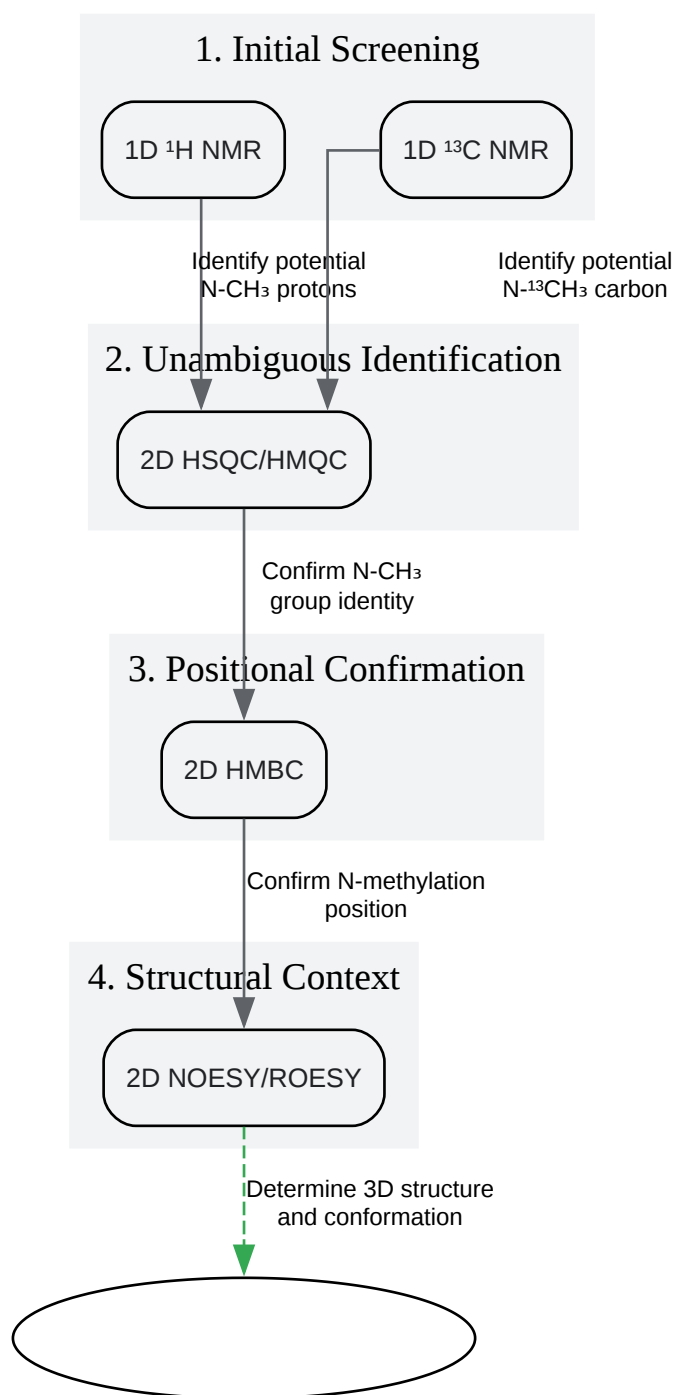 1. Initial Screening
1D ¹H NMR
1D ¹³C NMR
Identify potential
N-CH₃ protons
Identify potential
N-¹³CH₃ carbon
2. Unambiguous Identification
2D HSQC/HMQC
Confirm N-CH₃
group identity
3. Positional Confirmation
2D HMBC
Confirm N-methylation
position
4. Structural Context
2D NOESY/ROESY
Determine 3D structure
and conformation